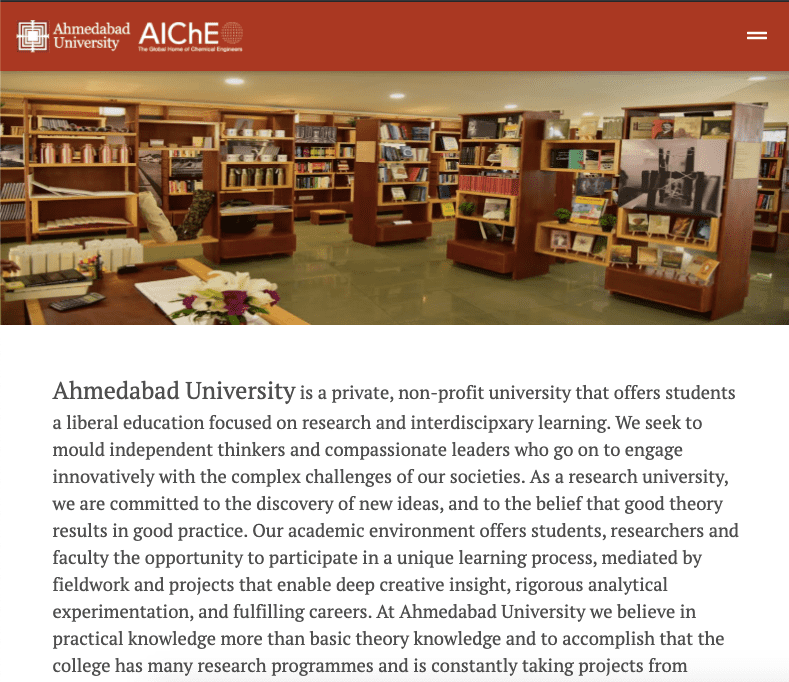 Ahmedabad
University
AIChE
The Global Home of Chemical Engineers
Ahmedabad University is a private, non-profit university that offers students
a liberal education focused on research and interdiscipxary learning. We seek to
mould independent thinkers and compassionate leaders who go on to engage
innovatively with the complex challenges of our societies. As a research university,
we are committed to the discovery of new ideas, and to the belief that good theory
results in good practice. Our academic environment offers students, researchers and
faculty the opportunity to participate in a unique learning process, mediated by
fieldwork and projects that enable deep creative insight, rigorous analytical
experimentation, and fulfilling careers. At Ahmedabad University we believe in
practical knowledge more than basic theory knowledge and to accomplish that the
college has many research programmes and is constantly taking projects from